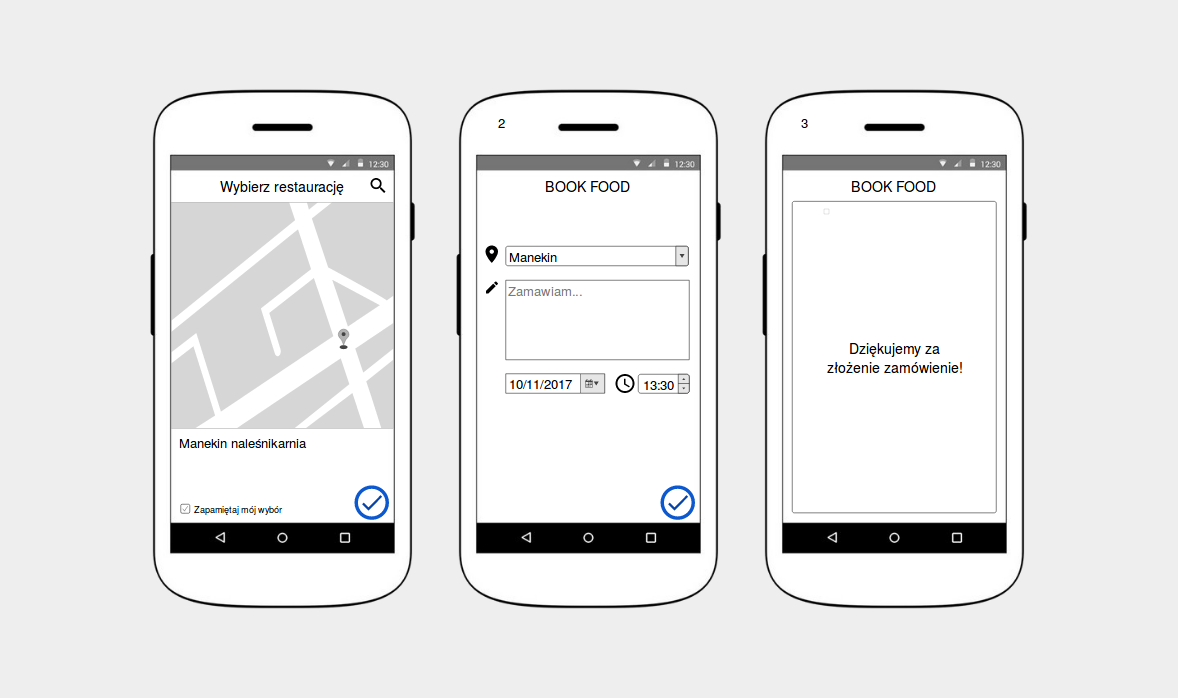 12:30
Wybierz restaurację
Manekin naleśnikarnia
Zapamiętaj mój wybór
2
12:30
BOOK FOOD
Manekin
Zamawiam...
10/11/2017
13:30
3
12:30
BOOK FOOD
Dziękujemy za
złożenie zamówienie!